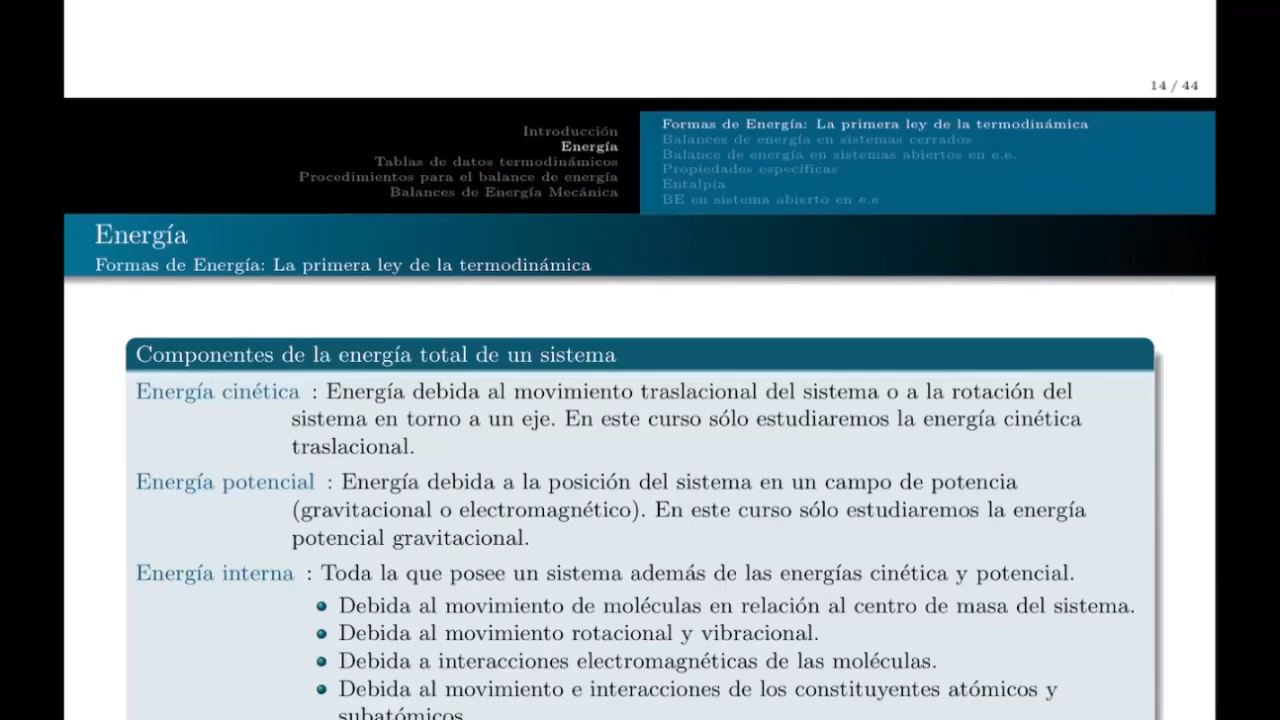 14 / 44
Introducción
Energía
Tablas de datos termodinámicos
Procedimientos para el balance de energía
Balances de Energía Mecánica
Formas de Energía: La primera ley de la termodinámica
Balances de energía en sistemas cerrados
Balance de energía en sistemas abiertos en e.e.
Propiedades específicas
Entalpía
BE en sistema abierto en e.e.
Energía
Formas de Energía: La primera ley de la termodinámica
Componentes de la energía total de un sistema
Energía cinética : Energía debida al movimiento traslacional del sistema o a la rotación del
sistema en torno a un eje. En este curso sólo estudiaremos la energía cinética
traslacional.
Energía potencial : Energía debida a la posición del sistema en un campo de potencia
(gravitacional o electromagnético). En este curso sólo estudiaremos la energía
potencial gravitacional.
Energía interna : Toda la que posee un sistema además de las energías cinética y potencial.
Debida al movimiento de moléculas en relación al centro de masa del sistema.
Debida al movimiento rotacional y vibracional.
Debida a interacciones electromagnéticas de las moléculas.
Debida al movimiento e interacciones de los constituyentes atómicos y
subatómicos